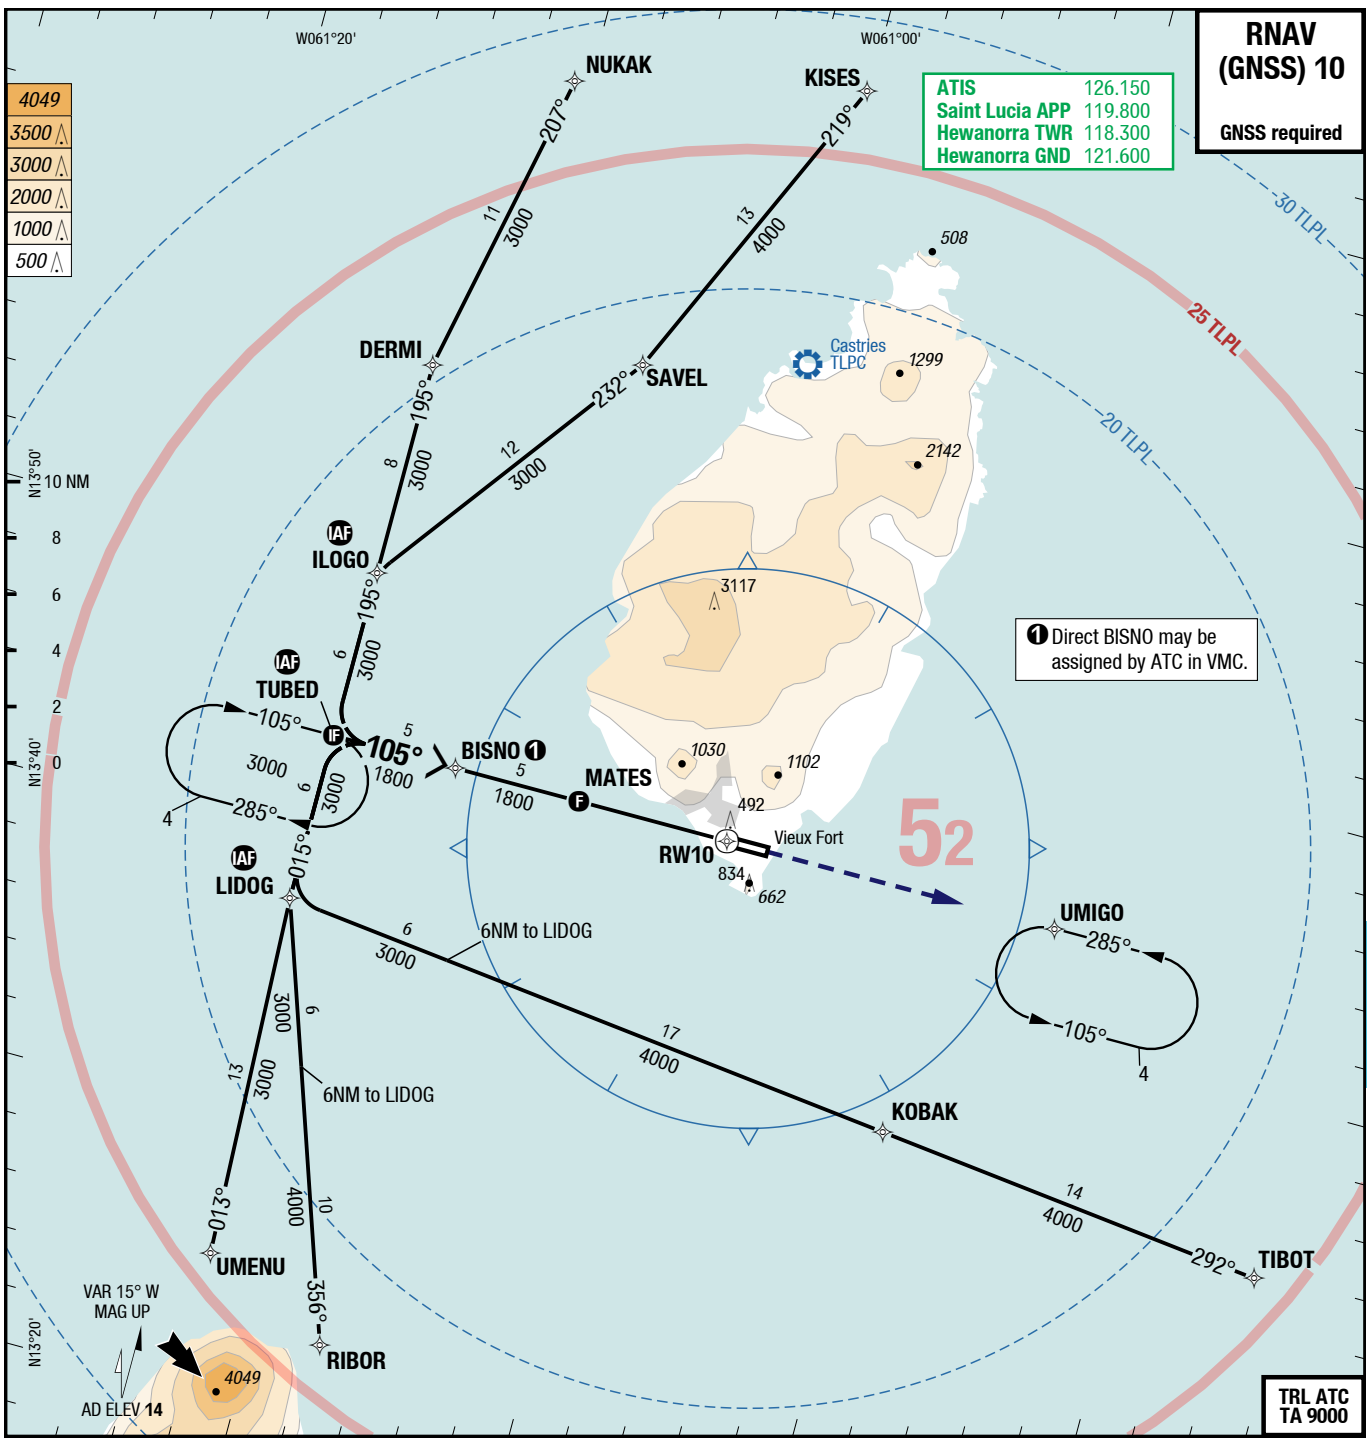 W061°20'
W061°00'
RNAV
(GNSS) 10
GNSS required
NUKAK
KISES
ATIS 126.150
Saint Lucia APP 119.800
Hewanorra TWR 118.300
Hewanorra GND 121.600
4049
3500
3000
2000
1000
500
207°
219°
30 TLPL
11
3000
13
4000
508
25 TLPL
DERMI
SAVEL
Castries
TLPC
1299
195°
232°
20 TLPL
8
3000
12
3000
2142
N13°50'
10 NM
8
6
4
2
0
N13°40'
IAF
ILOGO
195°
6
3000
3117
1 Direct BISNO may be
assigned by ATC in VMC.
IAF
TUBED
105°
IF
105°
5
1800
BISNO 1
5
1800
MATES
F
1030
1102
3000
6
3000
285°
4
492
Vieux Fort
RW10
52
834
662
IAF
LIDOG
015°
6
3000
6NM to LIDOG
UMIGO
285°
105°
4
3000
6
17
4000
13
3000
6NM to LIDOG
KOBAK
10
4000
14
4000
013°
UMENU
292°
TIBOT
356°
RIBOR
VAR 15° W
MAG UP
N13°20'
4049
AD ELEV 14
TRL ATC
TA 9000